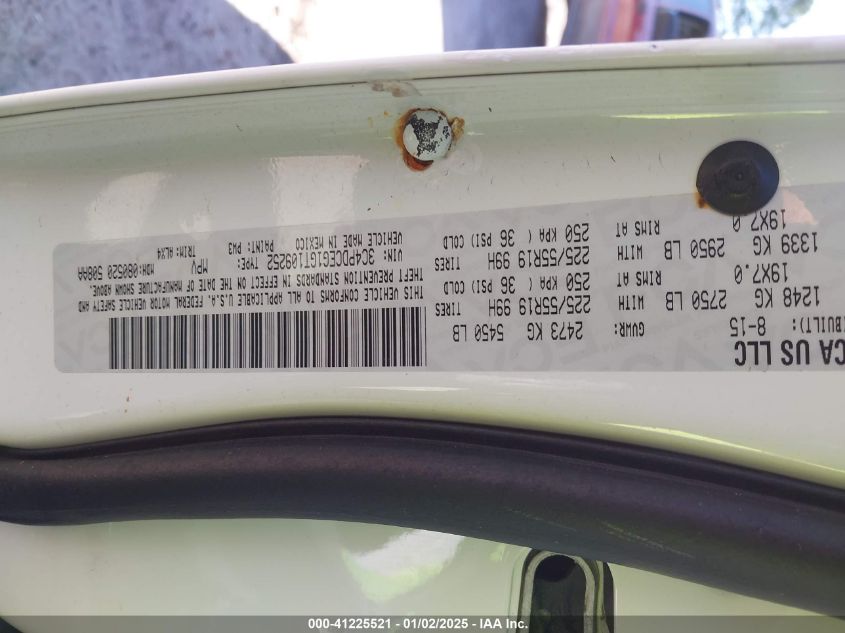 CA US LLC
BUILT): 8-15 GVWR: 2473 KG 5450 LB
1248 KG 2750 LB WITH 225/55R19 99H TIRES
19X7.0 RIMS AT 250 KPA ( 36 PSI) COLD
1339 KG 2950 LB WITH 225/55R19 99H TIRES
19X7.0 RIMS AT 250 KPA ( 36 PSI) COLD
THIS VEHICLE CONFORMS TO ALL APPLICABLE U.S.A. FEDERAL MOTOR VEHICLE SAFETY AND
THEFT PREVENTION STANDARDS IN EFFECT ON THE DATE OF MANUFACTURE SHOWN ABOVE.
VIN: 3C4PDCEG1GT109252 TYPE: MPV MDH:080520 508AA
VEHICLE MADE IN MEXICO PAINT: PW3 TRIM:ALX4
000-41225521 | 01/02/2025 - IAA Inc.